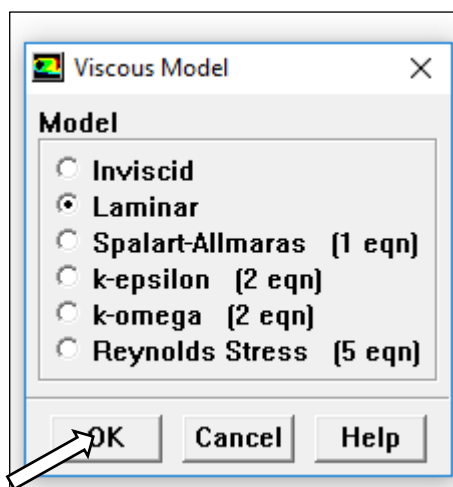 Viscous Model
Model
Inviscid
Laminar
Spalart-Allmaras (1 eqn)
k-epsilon (2 eqn)
k-omega (2 eqn)
Reynolds Stress (5 eqn)
OK Cancel Help